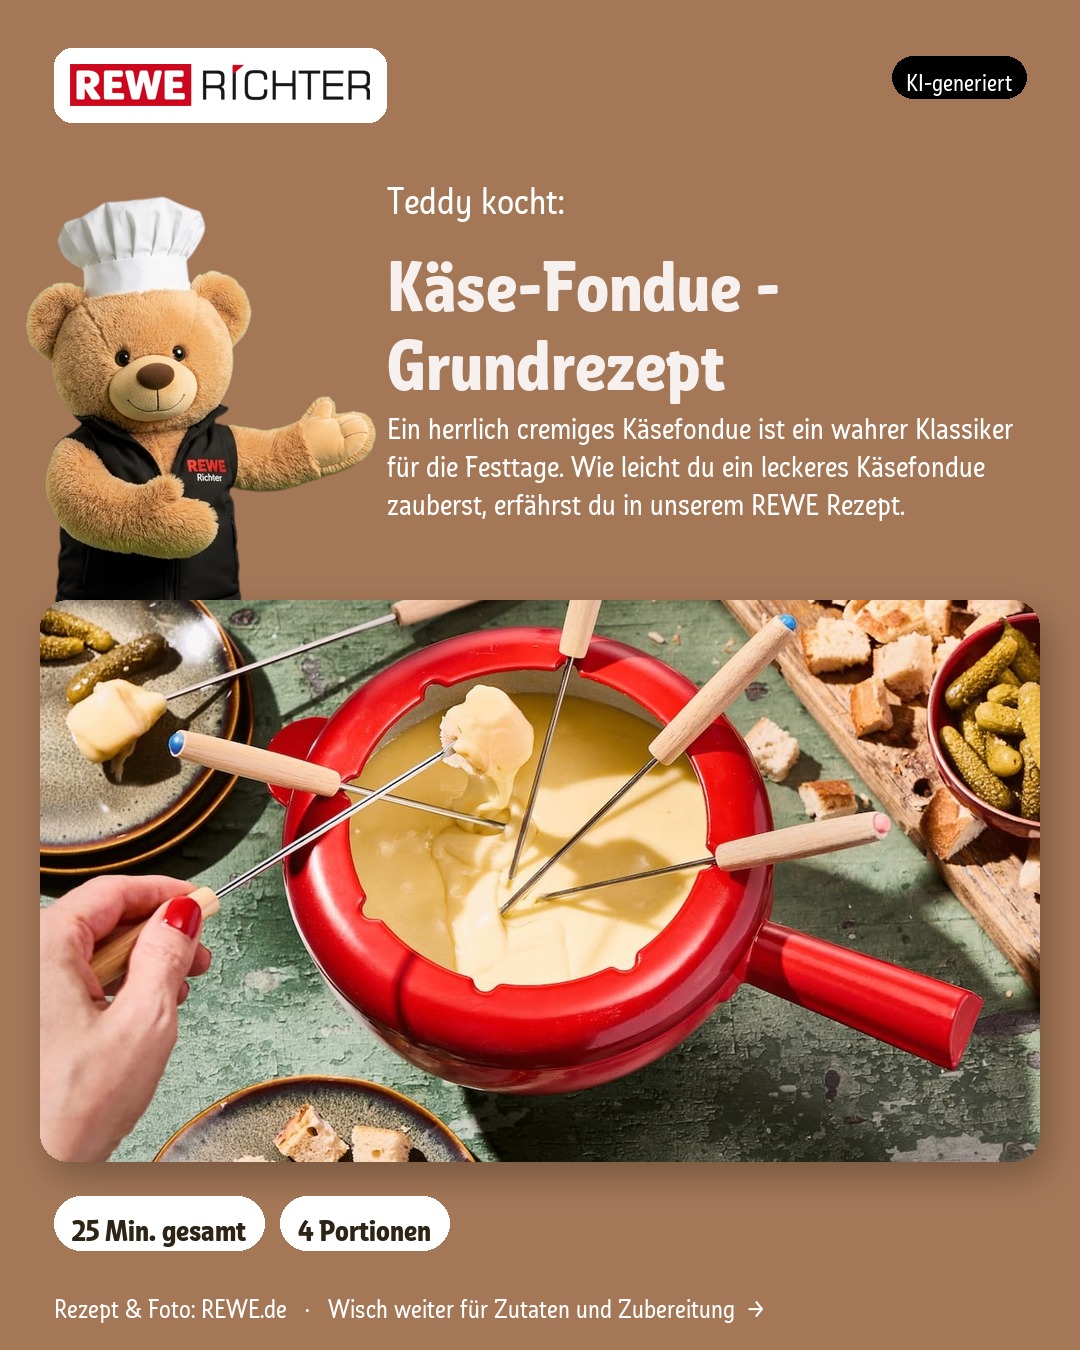 REWE RICHTER
KI-generiert
Teddy kocht:
Käse-Fondue -
Grundrezept
Ein herrlich cremiges Käsefondue ist ein wahrer Klassiker
für die Festtage. Wie leicht du ein leckeres Käsefondue
zauberst, erfährst du in unserem REWE Rezept.
REWE
Richter
25 Min. gesamt
4 Portionen
Rezept & Foto: REWE.de · Wisch weiter für Zutaten und Zubereitung →